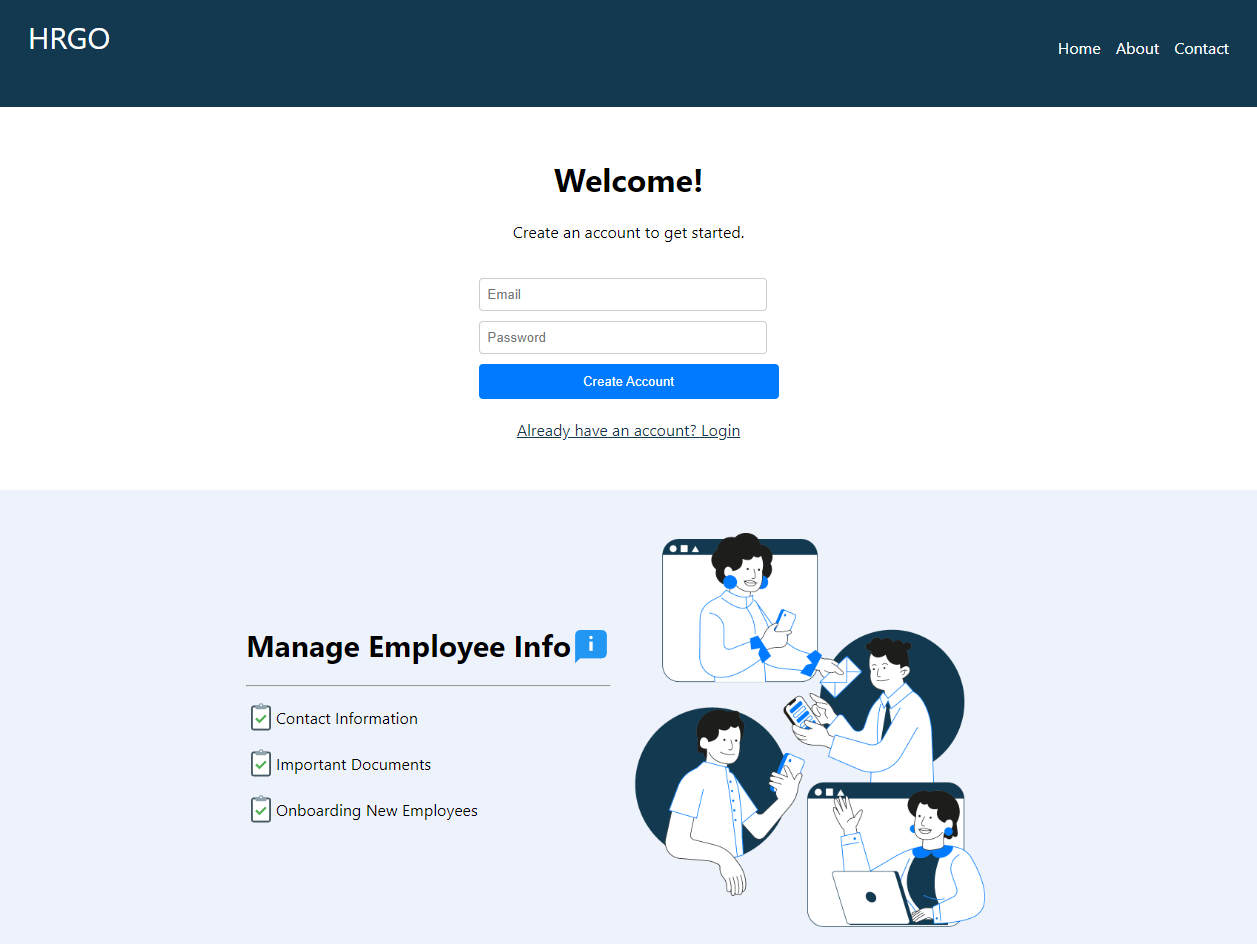 HRGO
Home About Contact
Welcome!
Create an account to get started.
Email
Password
Create Account
Already have an account? Login
Manage Employee Info
Contact Information
Important Documents
Onboarding New Employees